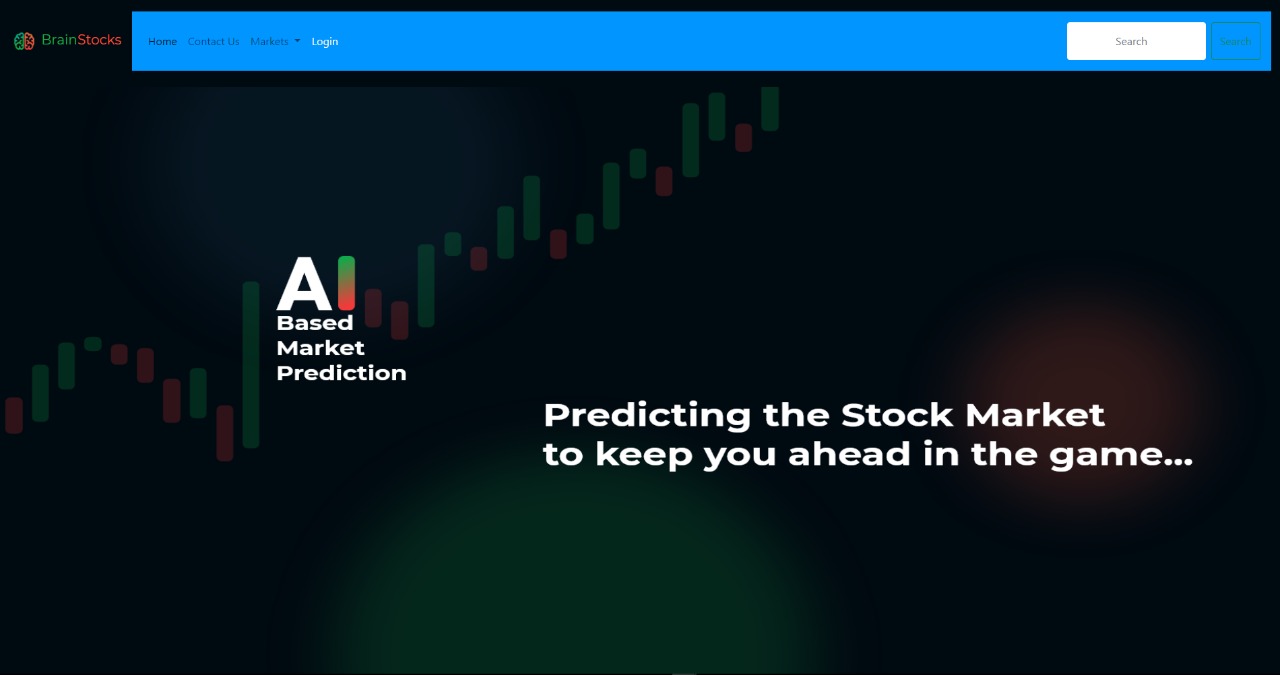 BrainStocks
Home Contact Us Markets Login
Search Search
AI
Based
Market
Prediction
Predicting the Stock Market
to keep you ahead in the game...